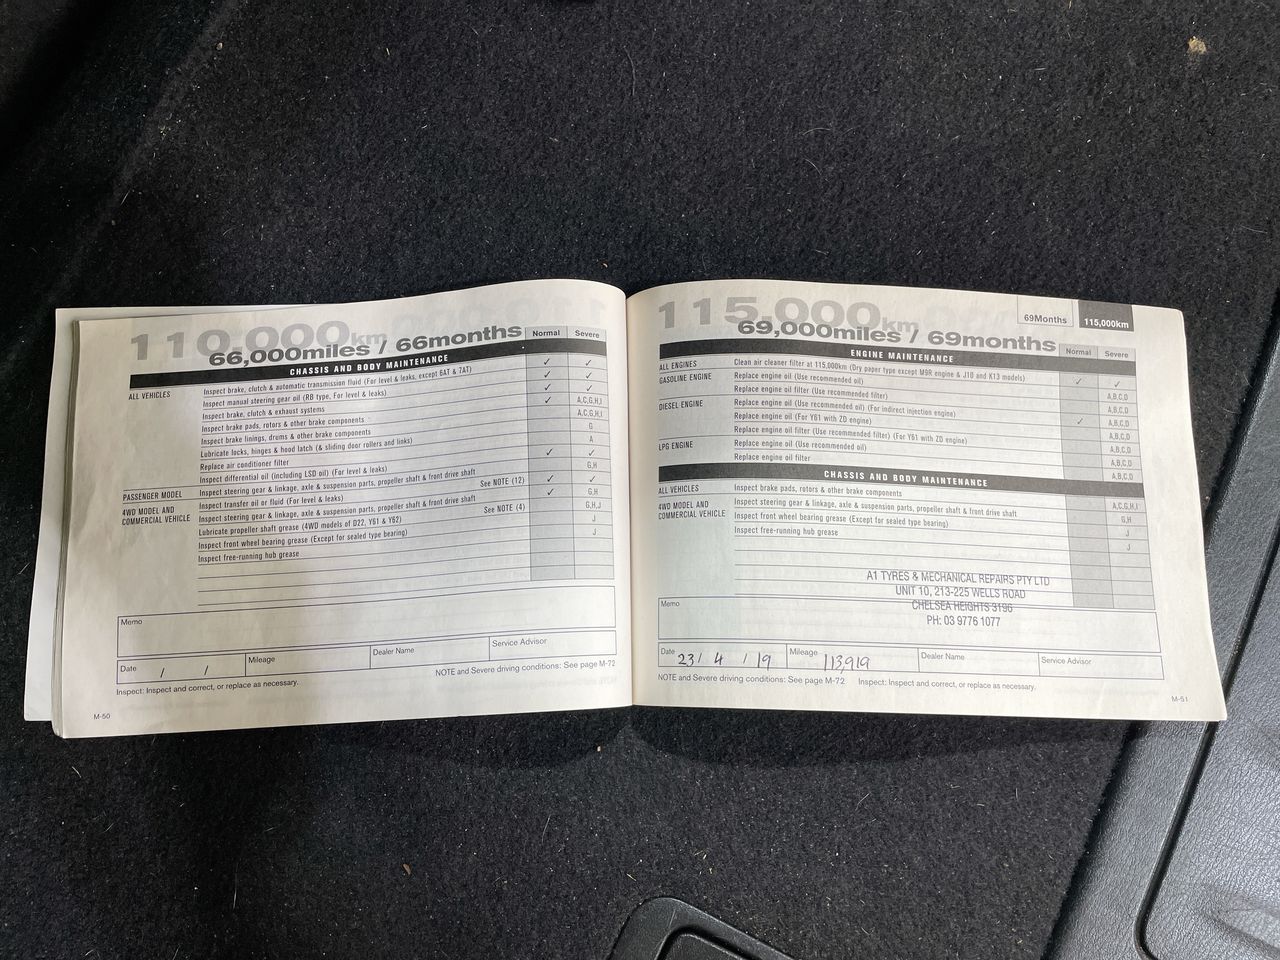 110,000km
66,000miles / 66months
Normal Severe
CHASSIS AND BODY MAINTENANCE
ALL VEHICLES Inspect brake, clutch & automatic transmission fluid (For level & leaks, except 6AT & 7AT) ✓ ✓
Inspect manual steering gear oil (RB type, For level & leaks) ✓ ✓
Inspect brake, clutch & exhaust systems ✓ ✓
Inspect brake pads, rotors & other brake components ✓ A,C,G,H,I
Inspect brake linings, drums & other brake components A,C,G,H,I
Lubricate locks, hinges & hood latch (& sliding door rollers and links) G
Replace air conditioner filter A
Inspect differential oil (including LSD oil) (For level & leaks) ✓ ✓
PASSENGER MODEL Inspect steering gear & linkage, axle & suspension parts, propeller shaft & front drive shaft G,H
4WD MODEL AND COMMERCIAL VEHICLE Inspect transfer oil or fluid (For level & leaks) See NOTE (12) ✓ ✓
Inspect steering gear & linkage, axle & suspension parts, propeller shaft & front drive shaft ✓ G,H
Lubricate propeller shaft grease (4WD models of D22, Y61 & Y62) See NOTE (4) G,H,J
Inspect front wheel bearing grease (Except for sealed type bearing) J
Inspect free-running hub grease J
Memo
Date / / Mileage Dealer Name Service Advisor
Inspect: Inspect and correct, or replace as necessary. NOTE and Severe driving conditions: See page M-72
M-50
115,000km
69,000miles / 69months
69Months 115,000km
Normal Severe
ENGINE MAINTENANCE
ALL ENGINES Clean air cleaner filter at 115,000km (Dry paper type except M9R engine & J10 and K13 models) ✓ ✓
GASOLINE ENGINE Replace engine oil (Use recommended oil) A,B,C,D
Replace engine oil filter (Use recommended filter) A,B,C,D
DIESEL ENGINE Replace engine oil (Use recommended oil) (For indirect injection engine) ✓ A,B,C,D
Replace engine oil (For Y61 with ZD engine) A,B,C,D
Replace engine oil filter (Use recommended filter) (For Y61 with ZD engine) A,B,C,D
LPG ENGINE Replace engine oil (Use recommended oil) A,B,C,D
Replace engine oil filter A,B,C,D
CHASSIS AND BODY MAINTENANCE
ALL VEHICLES Inspect brake pads, rotors & other brake components A,C,G,H,I
4WD MODEL AND COMMERCIAL VEHICLE Inspect steering gear & linkage, axle & suspension parts, propeller shaft & front drive shaft G,H
Inspect front wheel bearing grease (Except for sealed type bearing) J
Inspect free-running hub grease J
A1 TYRES & MECHANICAL REPAIRS PTY LTD
UNIT 10, 213-225 WELLS ROAD
CHELSEA HEIGHTS 3196
PH: 03 9776 1077
Memo
Date 23 / 4 / 19 Mileage 113,919 Dealer Name Service Advisor
NOTE and Severe driving conditions: See page M-72 Inspect: Inspect and correct, or replace as necessary.
M-51